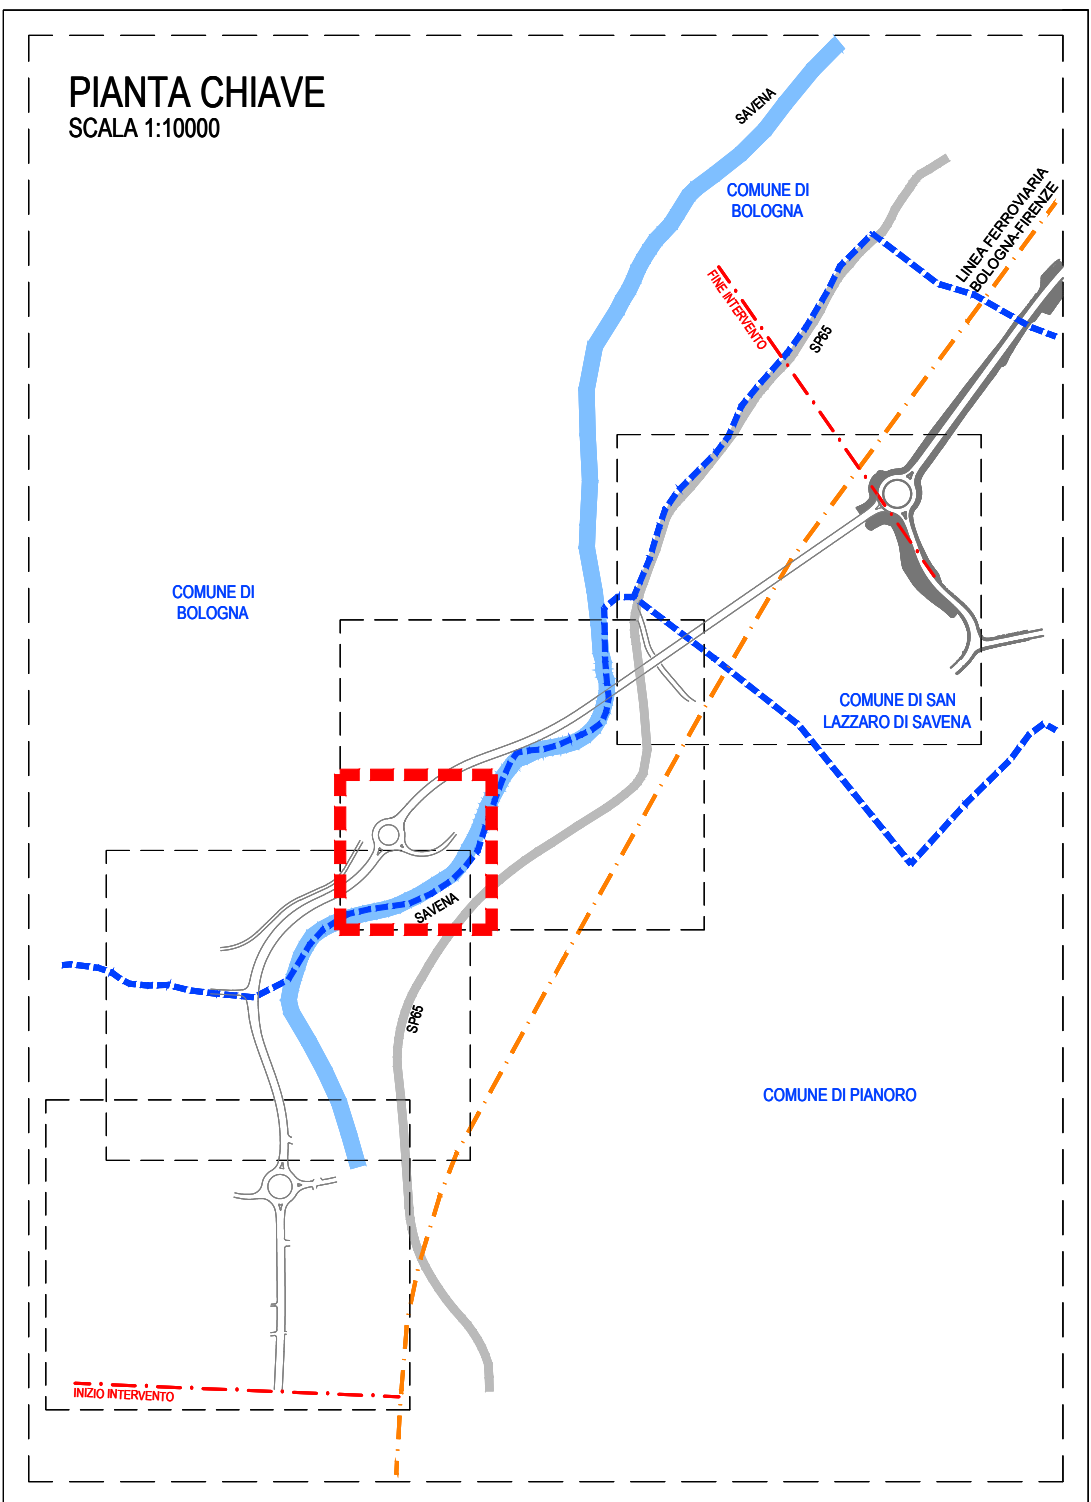 PIANTA CHIAVE
SCALA 1:10000
SAVENA
COMUNE DI
BOLOGNA
LINEA FERROVIARIA
BOLOGNA-FIRENZE
FINE INTERVENTO
SP65
COMUNE DI
BOLOGNA
COMUNE DI SAN
LAZZARO DI SAVENA
SAVENA
SP65
COMUNE DI PIANORO
INIZIO INTERVENTO